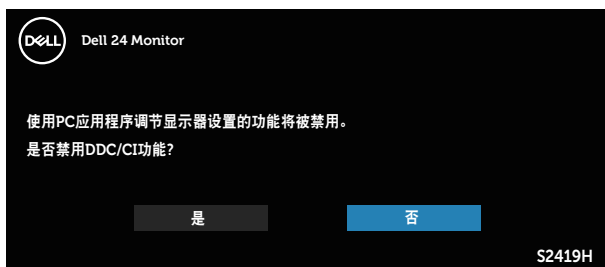 DELL
Dell 24 Monitor
使用PC应用程序调节显示器设置的功能将被禁用。
是否禁用DDC/CI功能?
是 否
S2419H